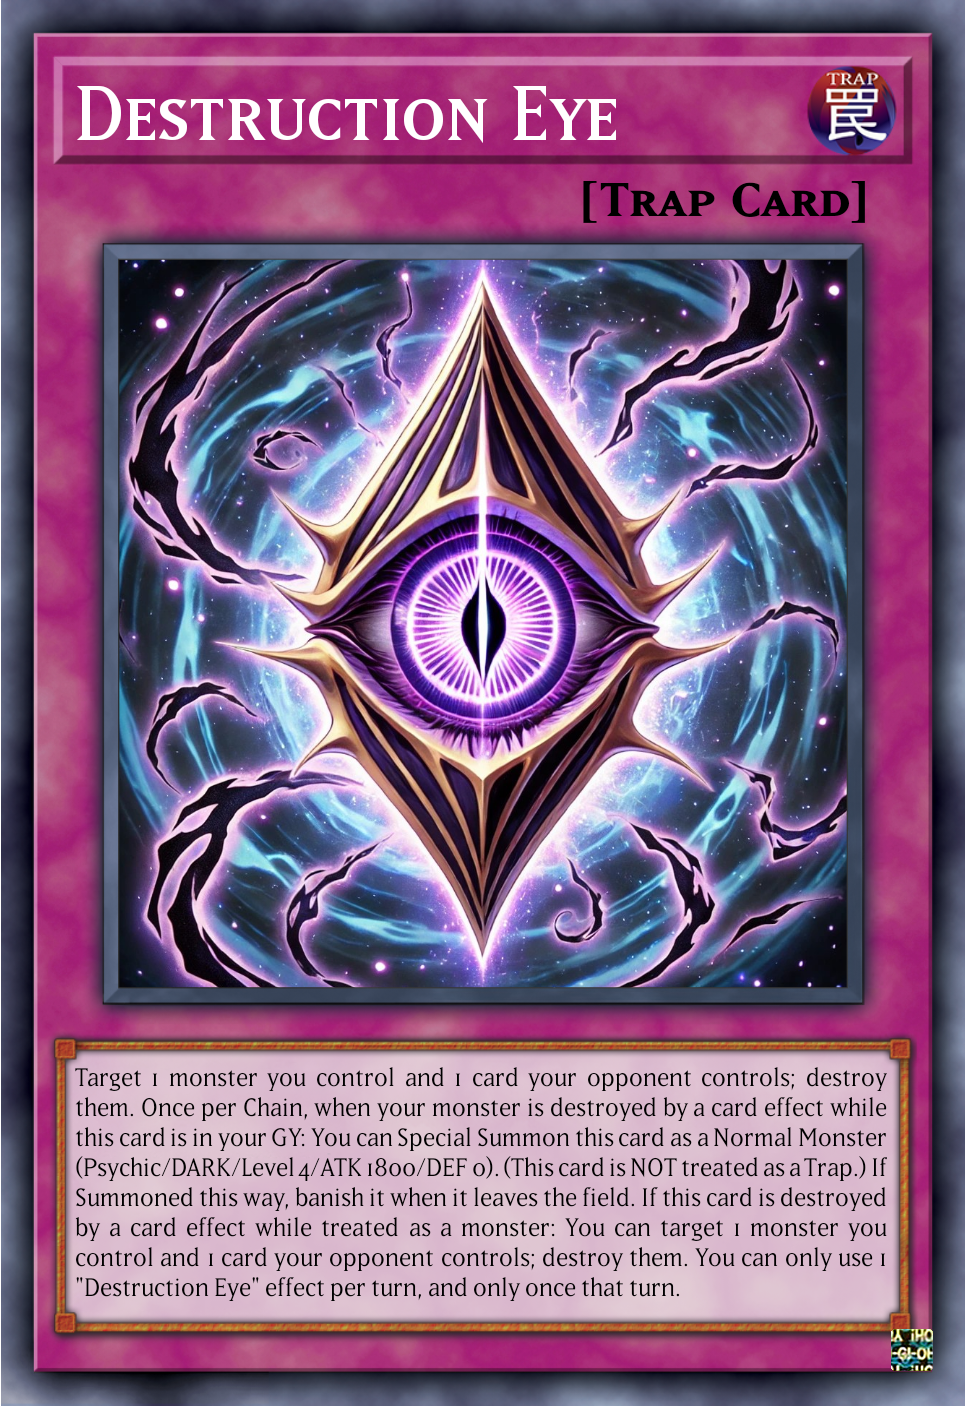 Destruction Eye
TRAP
罠
[Trap Card]
Target 1 monster you control and 1 card your opponent controls; destroy
them. Once per Chain, when your monster is destroyed by a card effect while
this card is in your GY: You can Special Summon this card as a Normal Monster
(Psychic/DARK/Level 4/ATK 1800/DEF 0). (This card is NOT treated as a Trap.) If
Summoned this way, banish it when it leaves the field. If this card is destroyed
by a card effect while treated as a monster: You can target 1 monster you
control and 1 card your opponent controls; destroy them. You can only use 1
"Destruction Eye" effect per turn, and only once that turn.